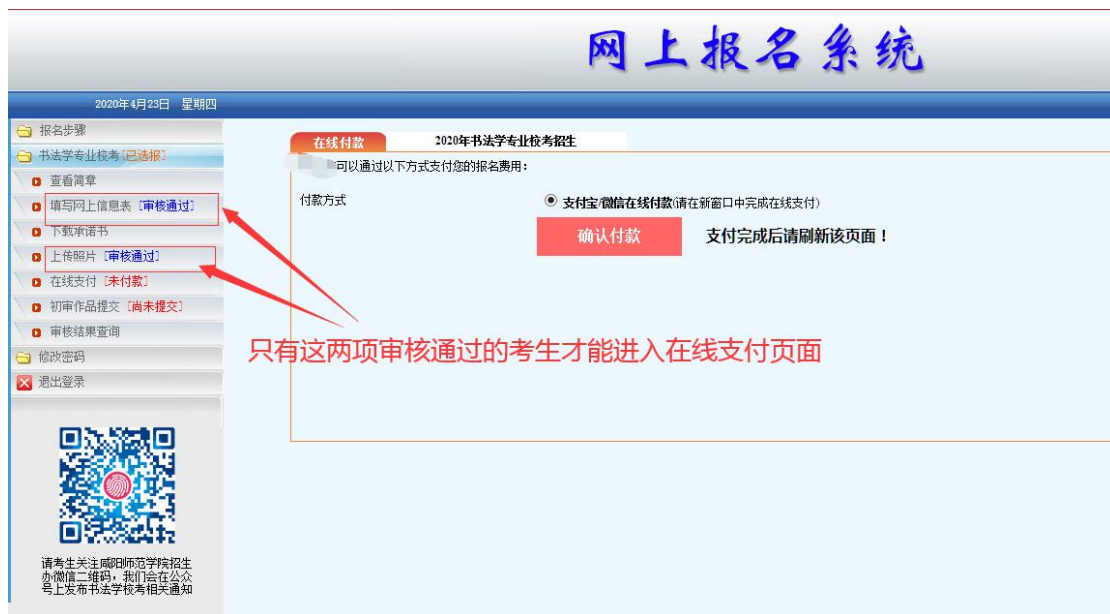 网上报名系统
2020年4月23日 星期四
报名步骤
书法学专业校考[已选报]
查看简章
填写网上信息表 [审核通过]
下载承诺书
上传照片 [审核通过]
在线支付 [未付款]
初审作品提交 [尚未提交]
审核结果查询
修改密码
退出登录
请考生关注咸阳师范学院招生
办微信二维码，我们会在公众
号上发布书法学校考相关通知
在线付款 2020年书法学专业校考招生
可以通过以下方式支付您的报名费用：
付款方式 支付宝/微信在线付款(请在新窗口中完成在线支付)
确认付款 支付完成后请刷新该页面！
只有这两项审核通过的考生才能进入在线支付页面